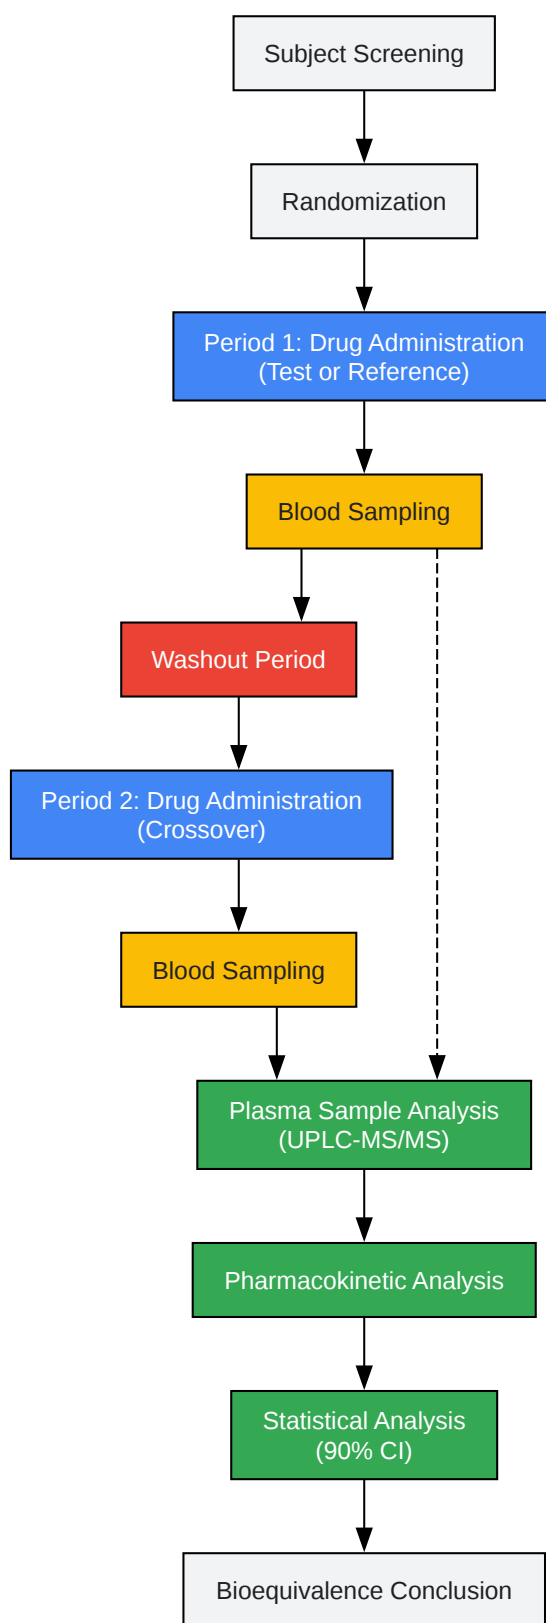 Subject Screening
Randomization
Period 1: Drug Administration
(Test or Reference)
Blood Sampling
Washout Period
Period 2: Drug Administration
(Crossover)
Blood Sampling
Plasma Sample Analysis
(UPLC-MS/MS)
Pharmacokinetic Analysis
Statistical Analysis
(90% CI)
Bioequivalence Conclusion